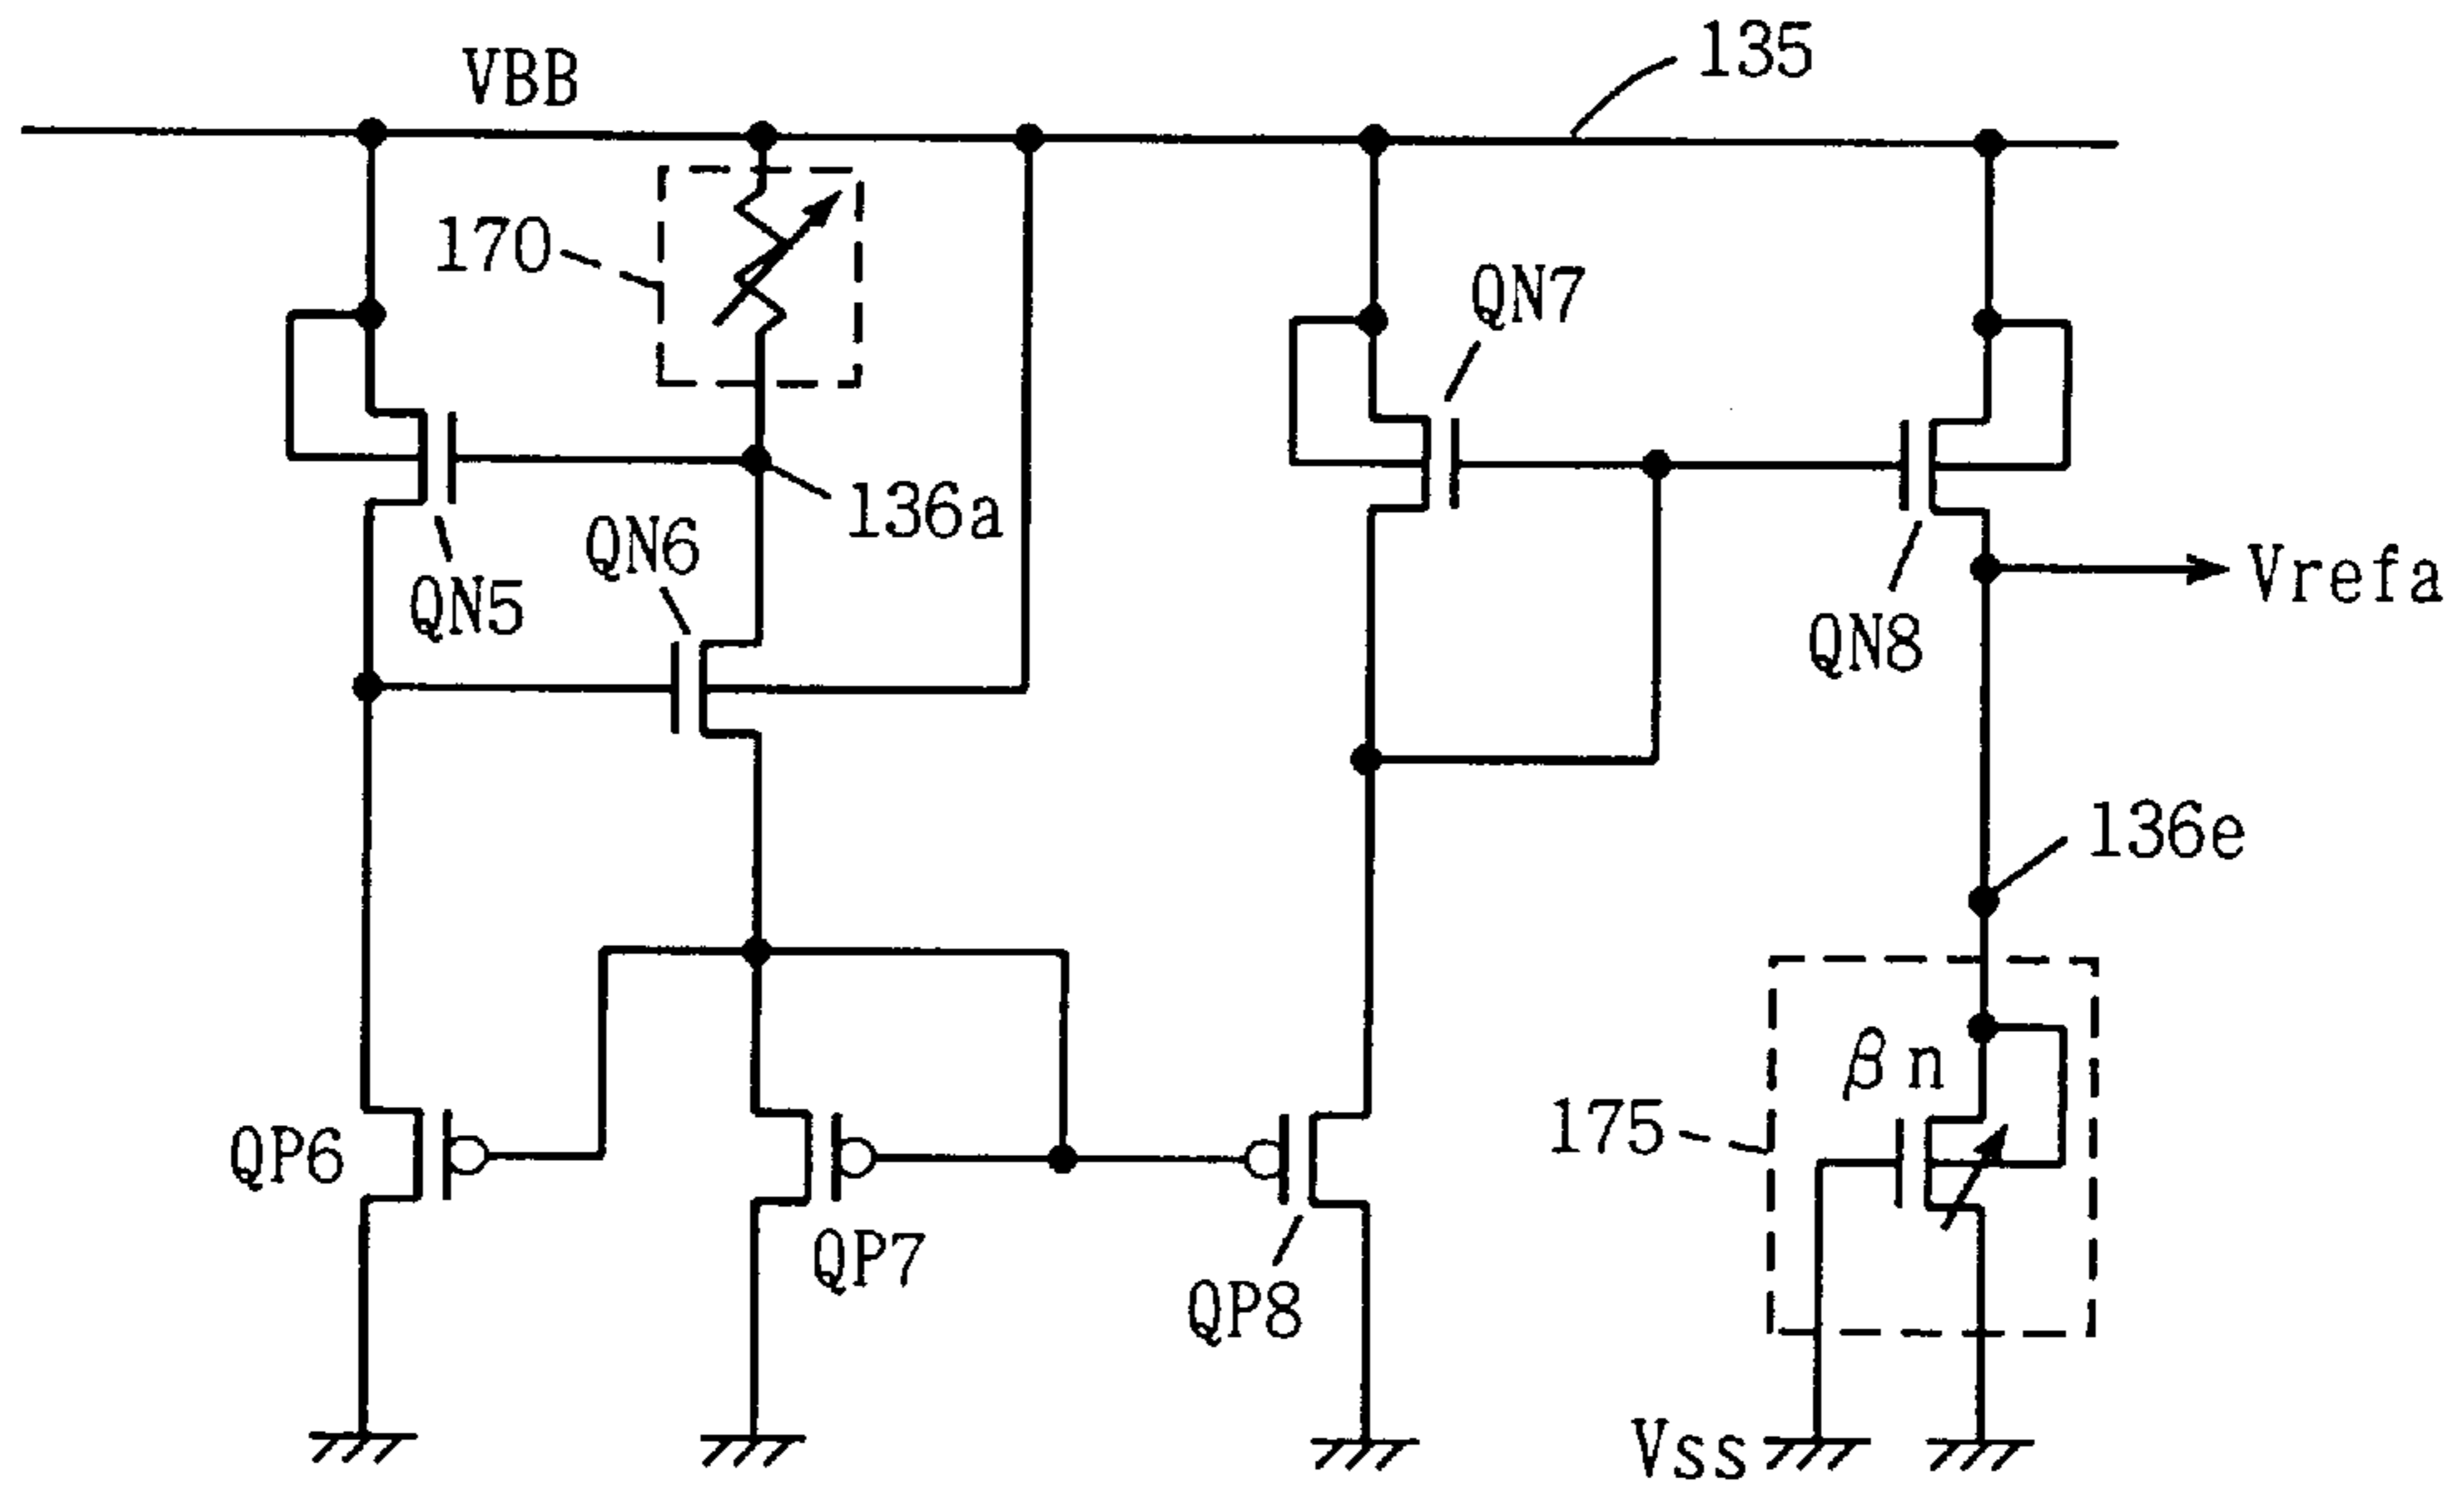 135
VBB
170
QN7
136a
QN6
QN5
Vrefa
QN8
136e
βn
175
QP6
QP7
QP8
Vss